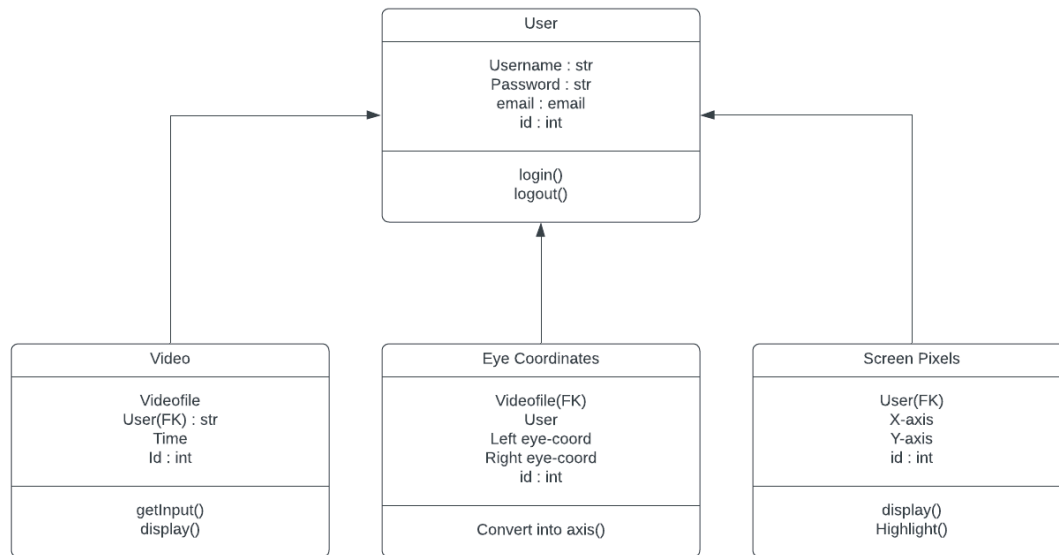 User
Username : str
Password : str
email : email
id : int
login()
logout()
Video
Videofile
User(FK) : str
Time
Id : int
getInput()
display()
Eye Coordinates
Videofile(FK)
User
Left eye-coord
Right eye-coord
id : int
Convert into axis()
Screen Pixels
User(FK)
X-axis
Y-axis
id : int
display()
Highlight()